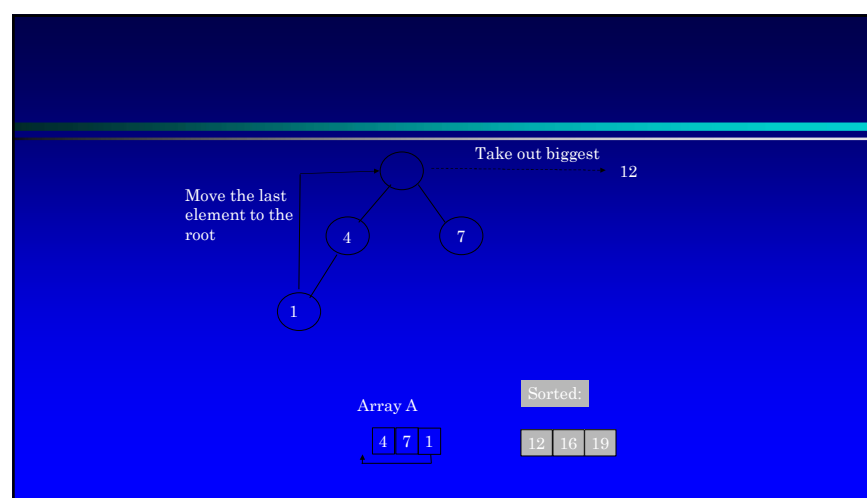 Take out biggest
12
Move the last
element to the
root
4
7
1
Array A
Sorted:
4 7 1
12 16 19